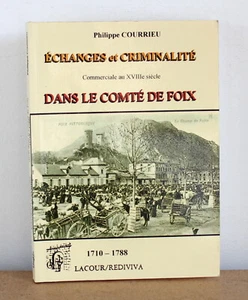 Philippe COURRIEU
ÉCHANGES et CRIMINALITÉ
Commerciale au XVIIIe siècle
DANS LE COMTÉ DE FOIX
1710 – 1788
LACOUR/REDIVIVA